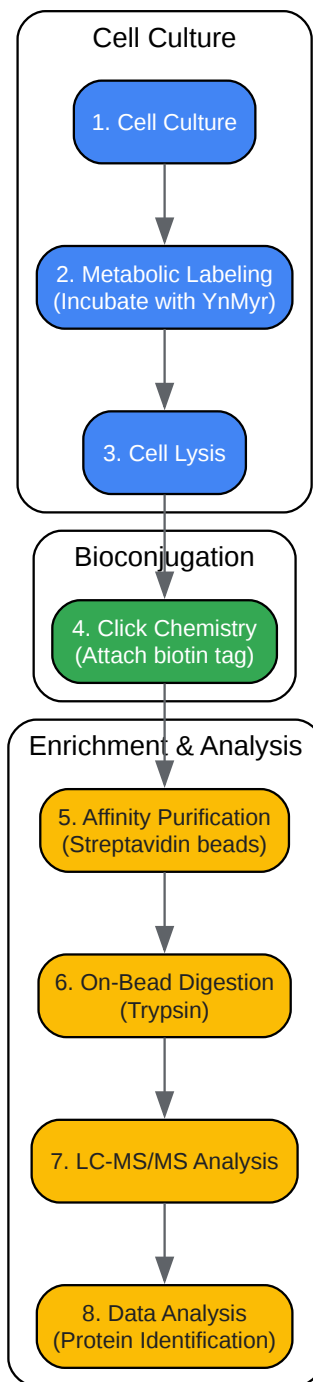 Cell Culture
1. Cell Culture
2. Metabolic Labeling
(Incubate with YnMyr)
3. Cell Lysis
Bioconjugation
4. Click Chemistry
(Attach biotin tag)
Enrichment & Analysis
5. Affinity Purification
(Streptavidin beads)
6. On-Bead Digestion
(Trypsin)
7. LC-MS/MS Analysis
8. Data Analysis
(Protein Identification)